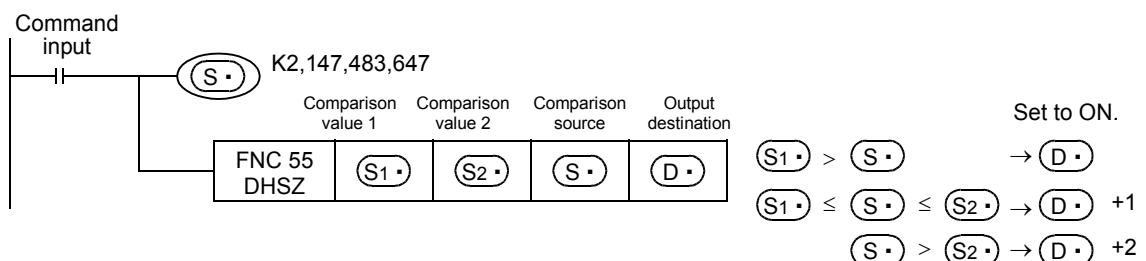 Command
input
S· K2,147,483,647
Comparison
value 1
Comparison
value 2
Comparison
source
Output
destination
Set to ON.
FNC 55
DHSZ
S1· S2· S· D·
S1· > S· → D·
S1· ≤ S· ≤ S2· → D· +1
S· > S2· → D· +2